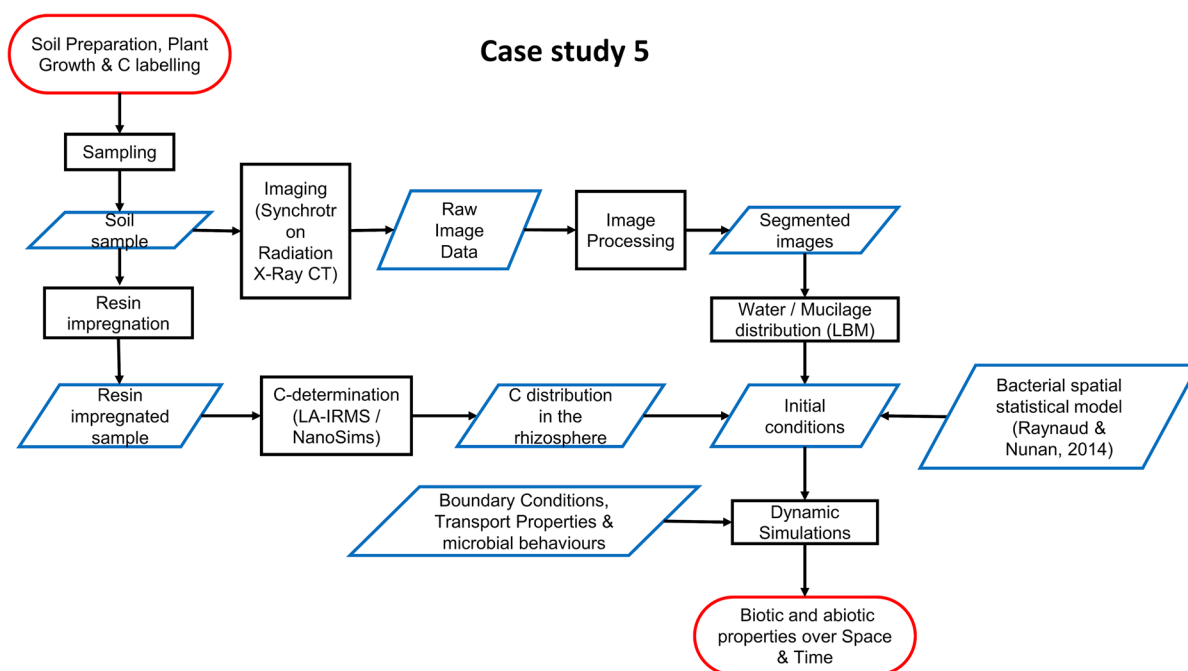 Case study 5
Soil Preparation, Plant
Growth & C labelling
Sampling
Soil
sample
Imaging
(Synchrotr
on
Radiation
X-Ray CT)
Raw
Image
Data
Image
Processing
Segmented
images
Resin
impregnation
Water / Mucilage
distribution (LBM)
Resin
impregnated
sample
C-determination
(LA-IRMS /
NanoSims)
C distribution
in the
rhizosphere
Initial
conditions
Bacterial spatial
statistical model
(Raynaud &
Nunan, 2014)
Boundary Conditions,
Transport Properties &
microbial behaviours
Dynamic
Simulations
Biotic and abiotic
properties over Space
& Time